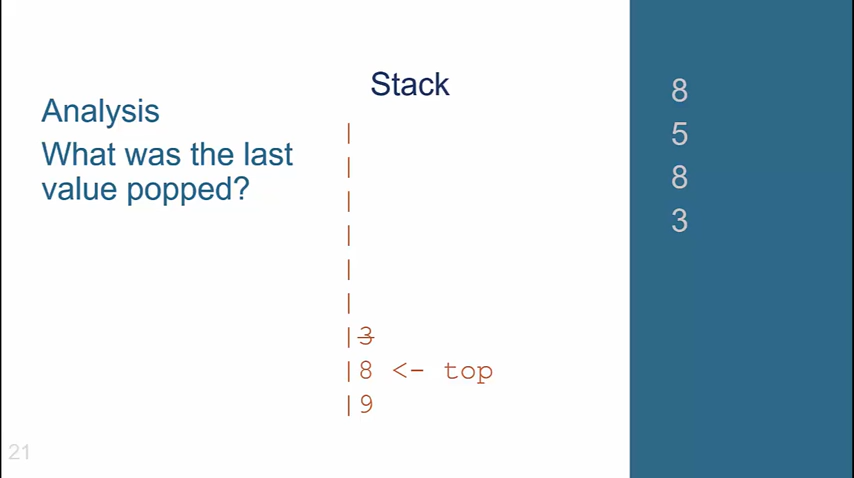 Analysis
What was the last
value popped?
Stack
|
|
|
|
|
|
|3
|8 <- top
|9
8
5
8
3
21